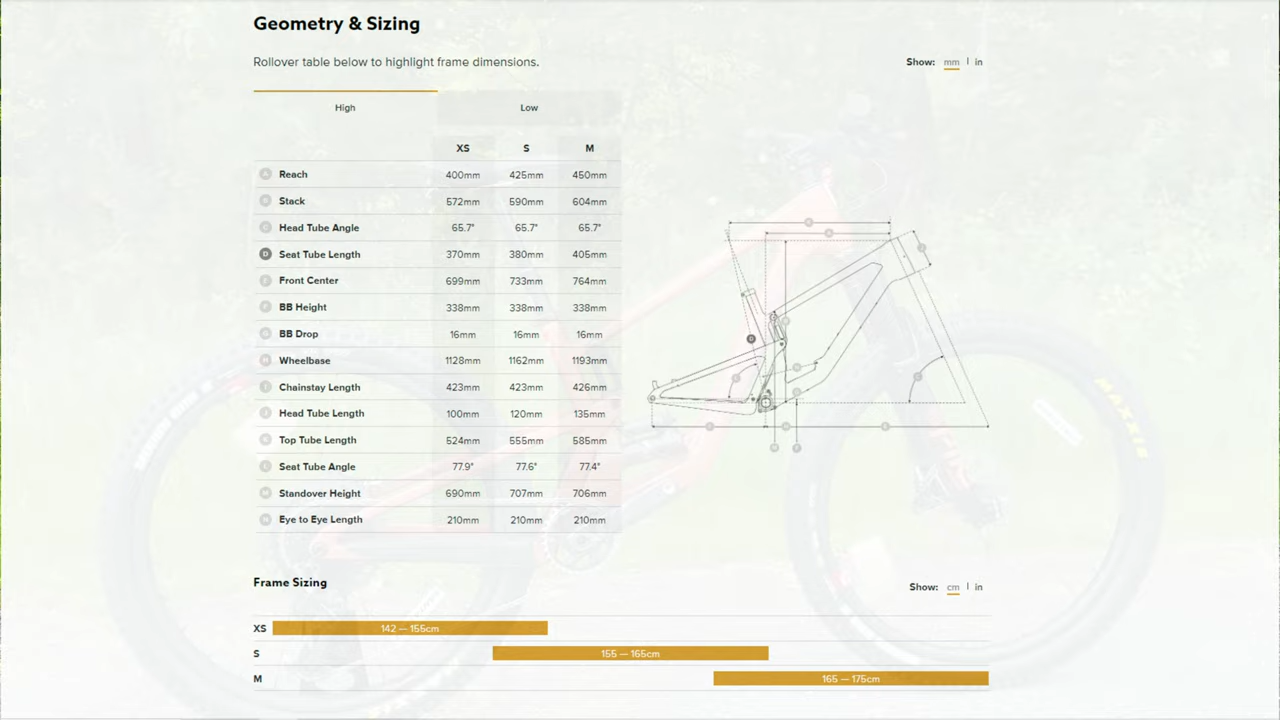 Geometry & Sizing
Rollover table below to highlight frame dimensions.
Show: mm | in
High Low
XS S M
Reach 400mm 425mm 450mm
Stack 572mm 590mm 604mm
Head Tube Angle 65.7° 65.7° 65.7°
D Seat Tube Length 370mm 380mm 405mm
Front Center 699mm 733mm 764mm
BB Height 338mm 338mm 338mm
BB Drop 16mm 16mm 16mm
Wheelbase 1128mm 1162mm 1193mm
Chainstay Length 423mm 423mm 426mm
Head Tube Length 100mm 120mm 135mm
Top Tube Length 524mm 555mm 585mm
Seat Tube Angle 77.9° 77.6° 77.4°
Standover Height 690mm 707mm 706mm
Eye to Eye Length 210mm 210mm 210mm
D
MAXXIS
Frame Sizing
Show: cm | in
XS 142 — 155cm
S 155 — 165cm
M 165 — 175cm